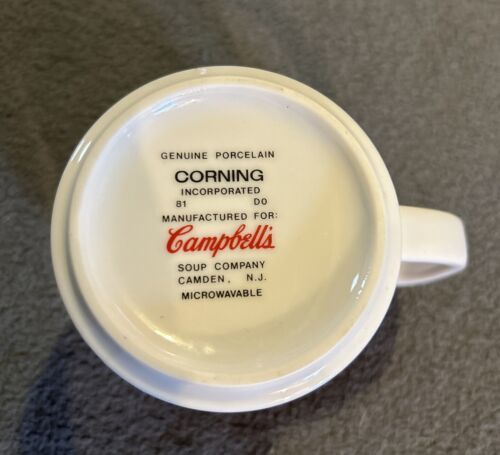 GENUINE PORCELAIN
CORNING
INCORPORATED
81 DO
MANUFACTURED FOR:
Campbell's
SOUP COMPANY
CAMDEN, N.J.
MICROWAVABLE